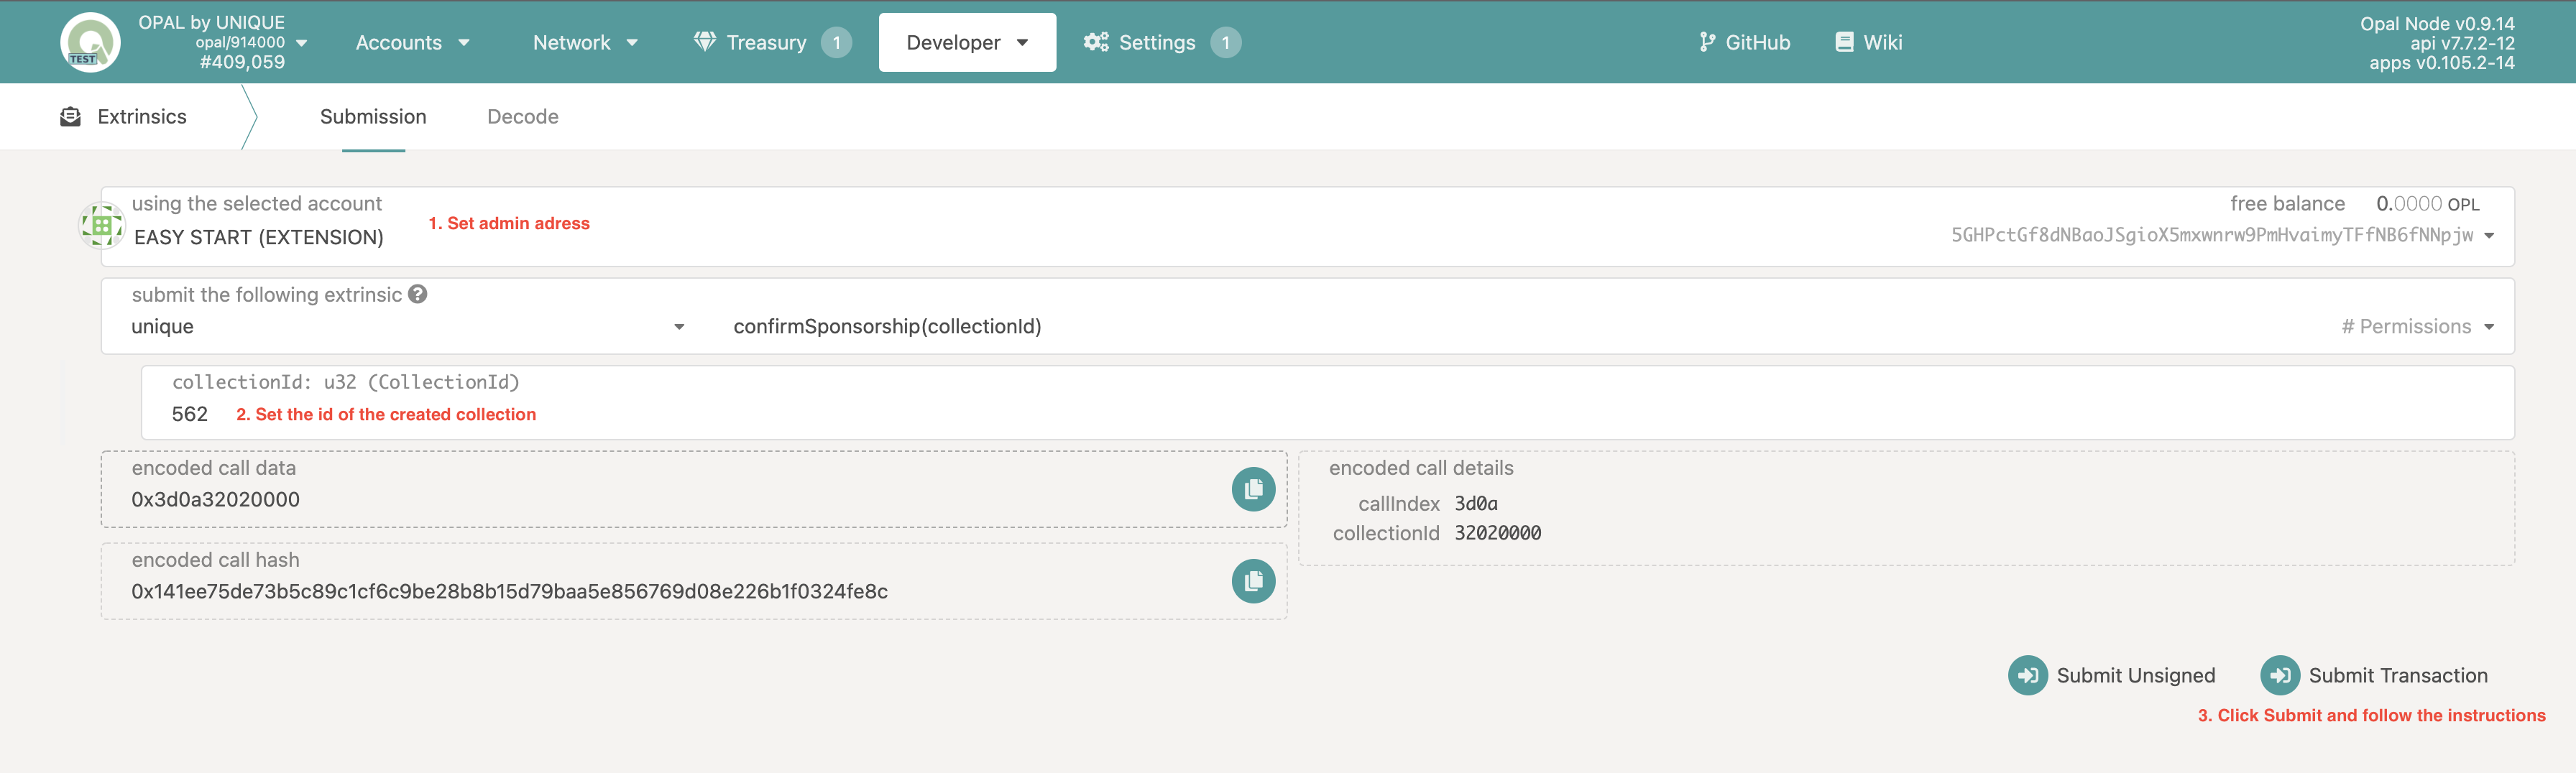 OPAL by UNIQUE
opal/914000
#409,059
TEST
Accounts
Network
Treasury 1
Developer
Settings 1
GitHub
Wiki
Opal Node v0.9.14
api v7.7.2-12
apps v0.105.2-14
Extrinsics
Submission
Decode
using the selected account
EASY START (EXTENSION)
1. Set admin adress
free balance 0.0000 OPL
5GHPctGf8dNBaoJSgioX5mxwnrw9PmHvaimyTFfNB6fNNpjw
submit the following extrinsic ?
unique
confirmSponsorship(collectionId)
# Permissions
collectionId: u32 (CollectionId)
562 2. Set the id of the created collection
encoded call data
0x3d0a32020000
encoded call details
callIndex 3d0a
collectionId 32020000
encoded call hash
0x141ee75de73b5c89c1cf6c9be28b8b15d79baa5e856769d08e226b1f0324fe8c
Submit Unsigned
Submit Transaction
3. Click Submit and follow the instructions